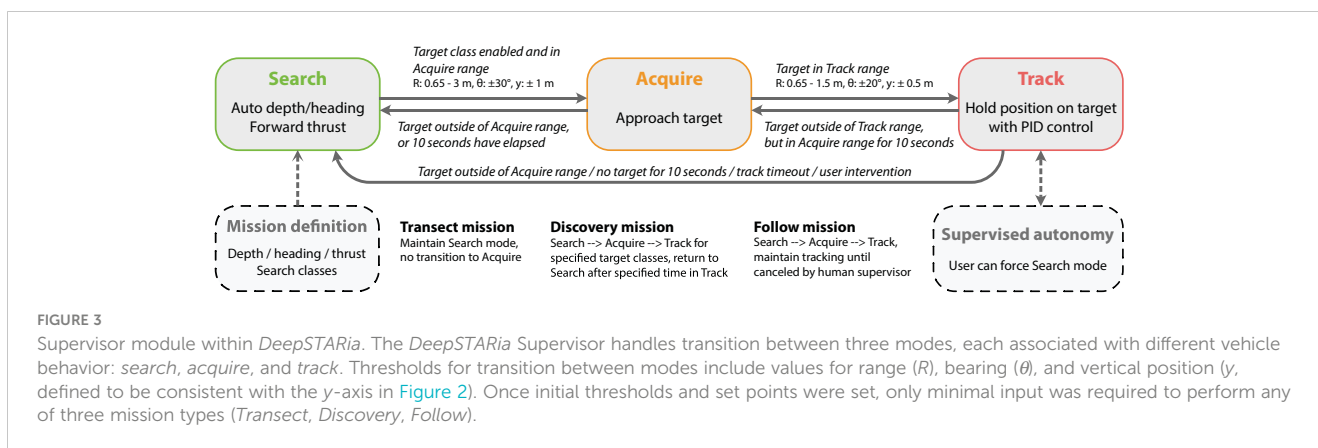 Search
Auto depth/heading
Forward thrust
Target class enabled and in
Acquire range
R: 0.65 - 3 m, θ: ±30°, y: ± 1 m
Target outside of Acquire range,
or 10 seconds have elapsed
Acquire
Approach target
Target in Track range
R: 0.65 - 1.5 m, θ: ±20°, y: ± 0.5 m
Target outside of Track range,
but in Acquire range for 10 seconds
Track
Hold position on target
with PID control
Target outside of Acquire range / no target for 10 seconds / track timeout / user intervention
Mission definition
Depth / heading / thrust
Search classes
Transect mission
Maintain Search mode,
no transition to Acquire
Discovery mission
Search --> Acquire --> Track for
specified target classes, return to
Search after specified time in Track
Follow mission
Search --> Acquire --> Track,
maintain tracking until
canceled by human supervisor
Supervised autonomy
User can force Search mode
FIGURE 3
Supervisor module within DeepSTARia. The DeepSTARia Supervisor handles transition between three modes, each associated with different vehicle
behavior: search, acquire, and track. Thresholds for transition between modes include values for range (R), bearing (θ), and vertical position (y,
defined to be consistent with the y-axis in Figure 2). Once initial thresholds and set points were set, only minimal input was required to perform any
of three mission types (Transect, Discovery, Follow).